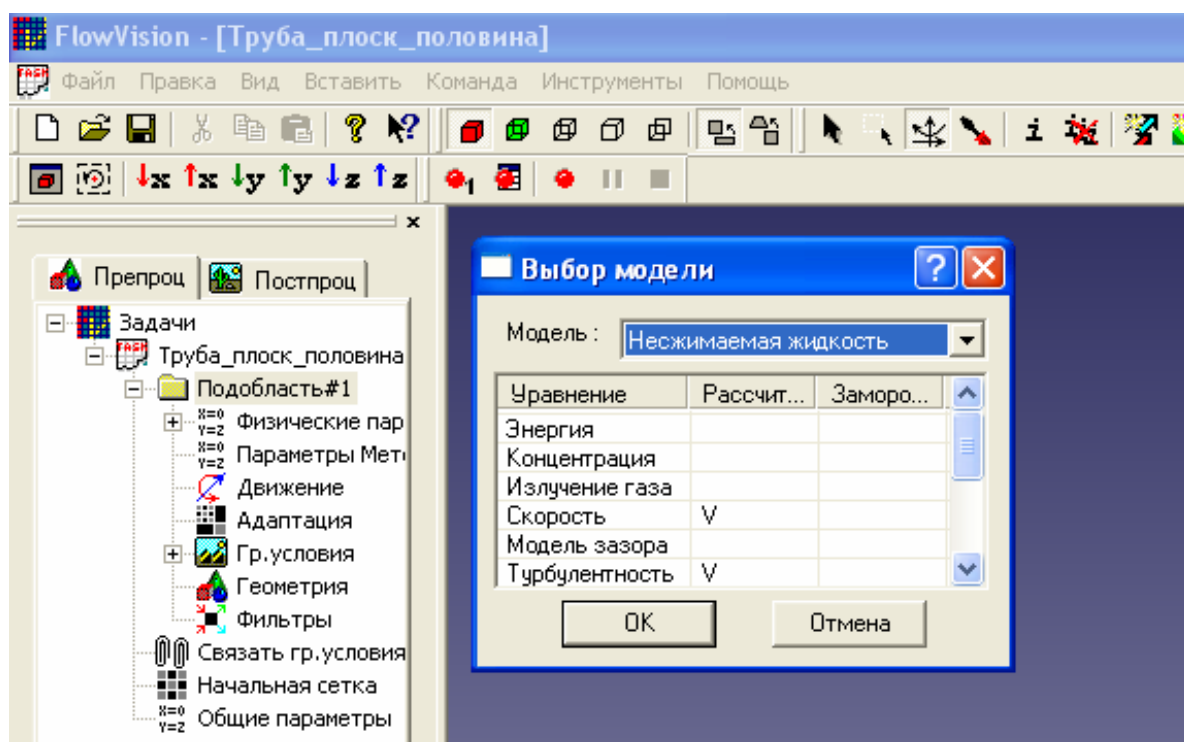 FlowVision - [Труба_плоск_половина]
Файл Правка Вид Вставить Команда Инструменты Помощь
↓x ↑x ↓y ↑y ↓z ↑z
Препроц Постпроц
Задачи
Труба_плоск_половина
Подобласть#1
Физические пар
Параметры Мет
Движение
Адаптация
Гр.условия
Геометрия
Фильтры
Связать гр.условия
Начальная сетка
Общие параметры
Выбор модели
Модель : Несжимаемая жидкость
Уравнение Рассчит... Заморо...
Энергия
Концентрация
Излучение газа
Скорость V
Модель зазора
Турбулентность V
OK Отмена